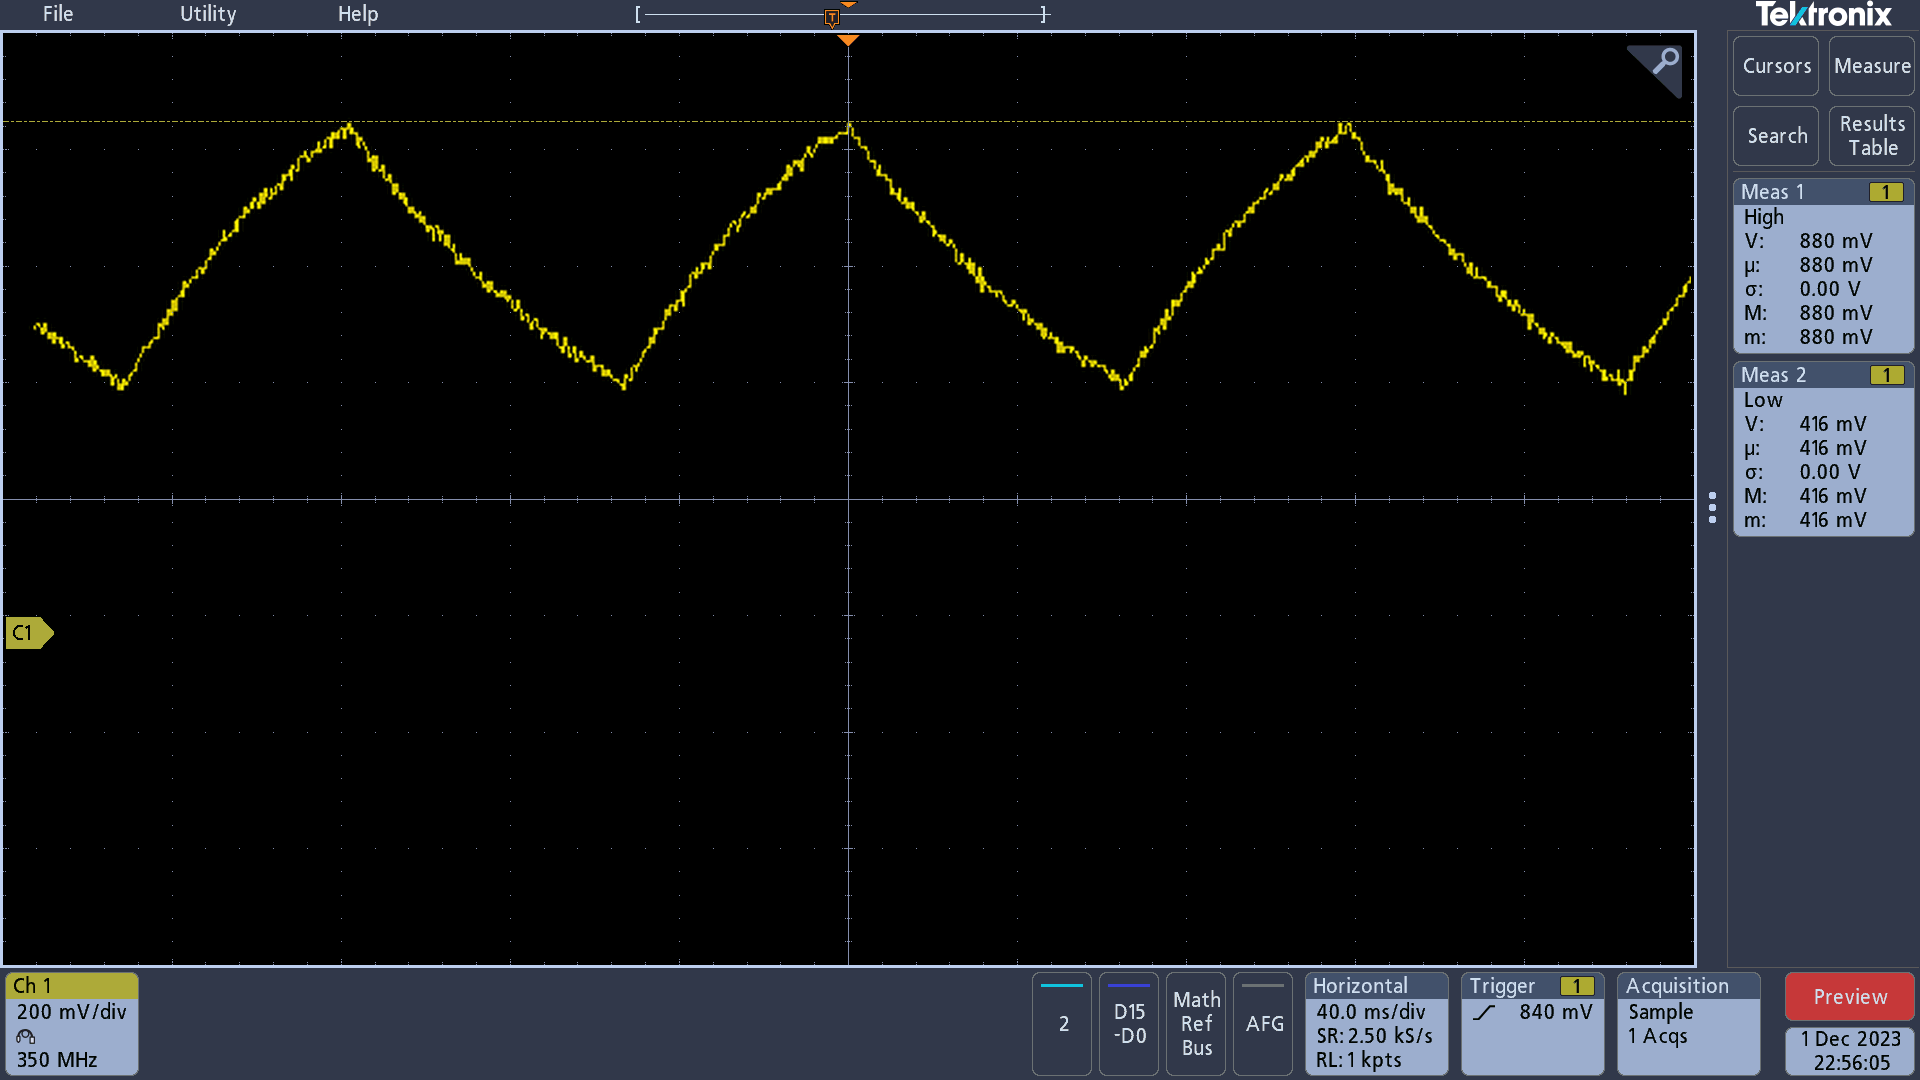 File Utility Help
T
Tektronix
Cursors Measure
Search Results Table
Meas 1 1
High
V: 880 mV
µ: 880 mV
σ: 0.00 V
M: 880 mV
m: 880 mV
Meas 2 1
Low
V: 416 mV
µ: 416 mV
σ: 0.00 V
M: 416 mV
m: 416 mV
C1
Ch 1
200 mV/div
350 MHz
2
D15
-D0
Math
Ref
Bus
AFG
Horizontal
40.0 ms/div
SR: 2.50 kS/s
RL: 1 kpts
Trigger 1
840 mV
Acquisition
Sample
1 Acqs
Preview
1 Dec 2023
22:56:05